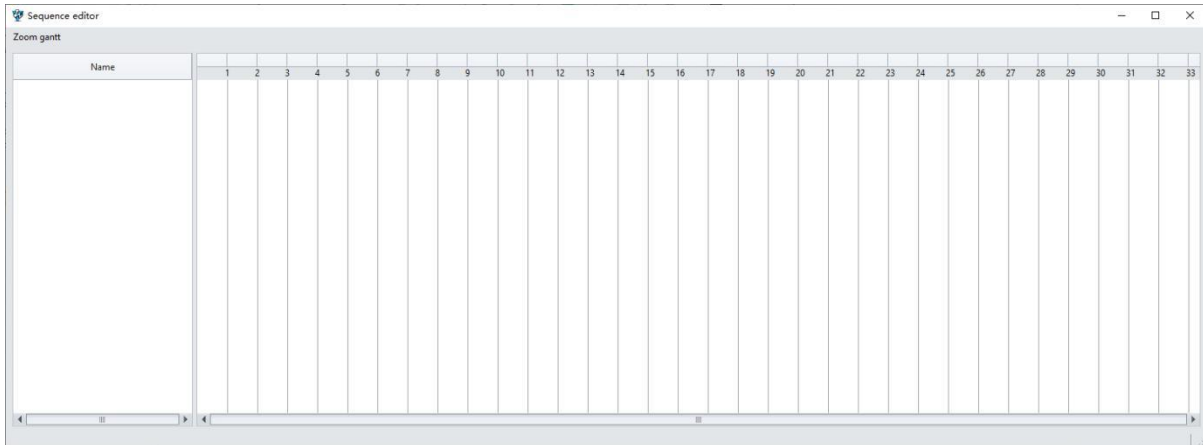 Sequence editor
Zoom gantt
Name
1 2 3 4 5 6 7 8 9 10 11 12 13 14 15 16 17 18 19 20 21 22 23 24 25 26 27 28 29 30 31 32 33